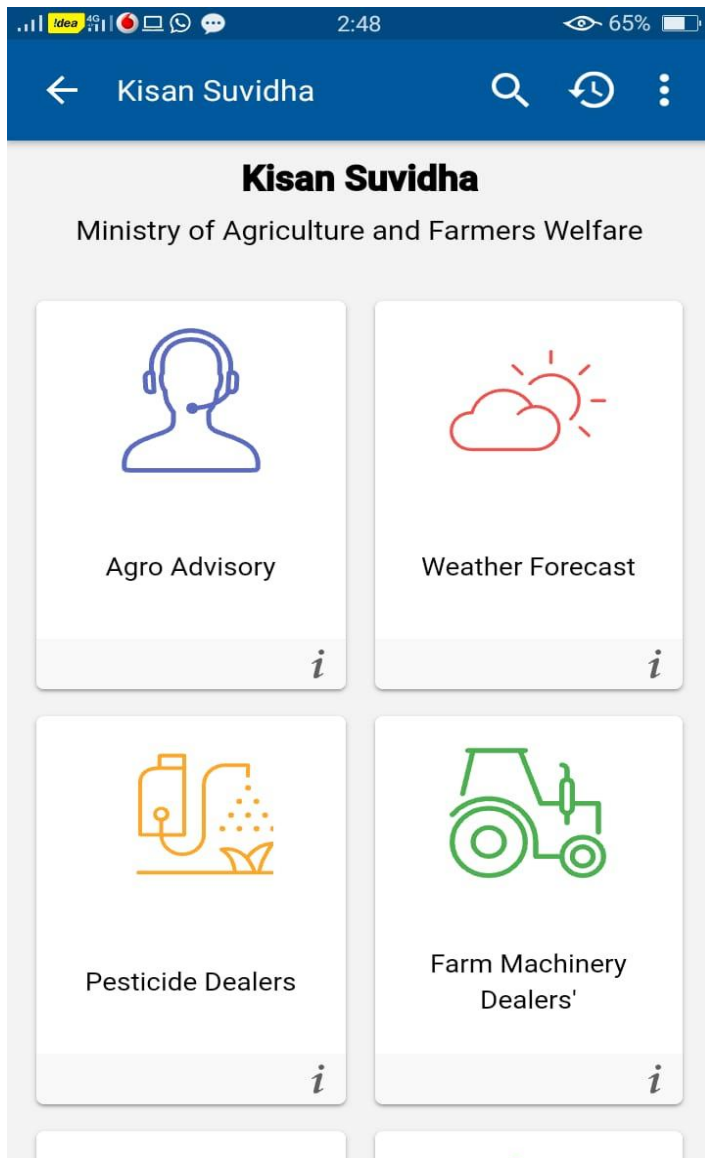 !dea 4G 2:48 65%
Kisan Suvidha
Kisan Suvidha
Ministry of Agriculture and Farmers Welfare
Agro Advisory
Weather Forecast
i
i
Pesticide Dealers
Farm Machinery
Dealers'
i
i